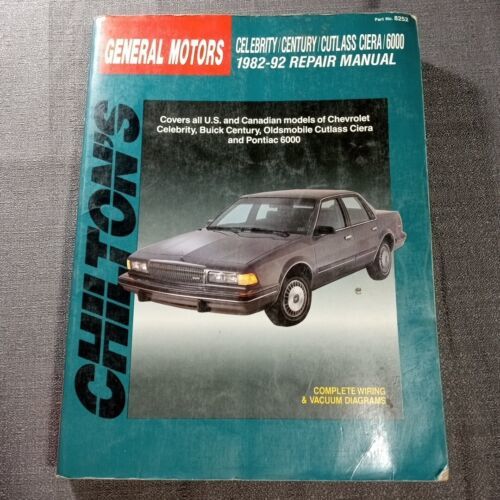 Part No. 8252
GENERAL MOTORS
CELEBRITY/CENTURY/CUTLASS CIERA/6000
1982-92 REPAIR MANUAL
Covers all U.S. and Canadian models of Chevrolet
Celebrity, Buick Century, Oldsmobile Cutlass Ciera
and Pontiac 6000
CHILTON'S
COMPLETE WIRING
& VACUUM DIAGRAMS